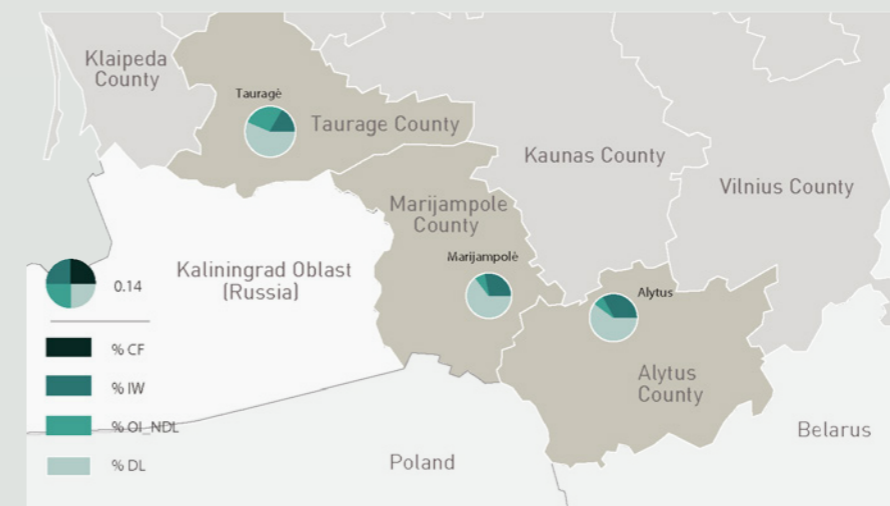 Klaipeda
County
Tauragė
Taurage County
Kaunas County
Vilnius County
Marijampole
County
Marijampolė
Kaliningrad Oblast
(Russia)
0.14
Alytus
% CF
% IW
% OI_NDL
% DL
Alytus
County
Belarus
Poland